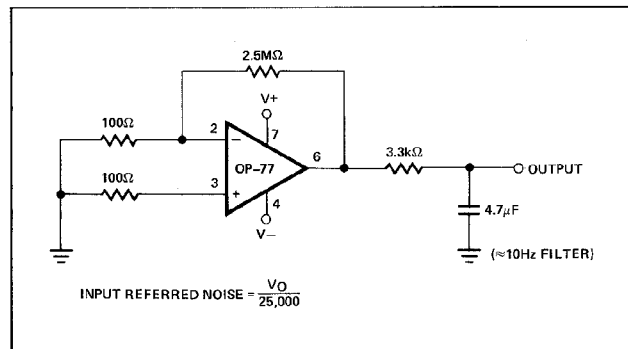 2.5MΩ
V+
100Ω
2
−
7
6
3.3kΩ
OP-77
OUTPUT
100Ω
3
+
4
V−
4.7μF
(≈10Hz FILTER)
INPUT REFERRED NOISE = VO
25,000